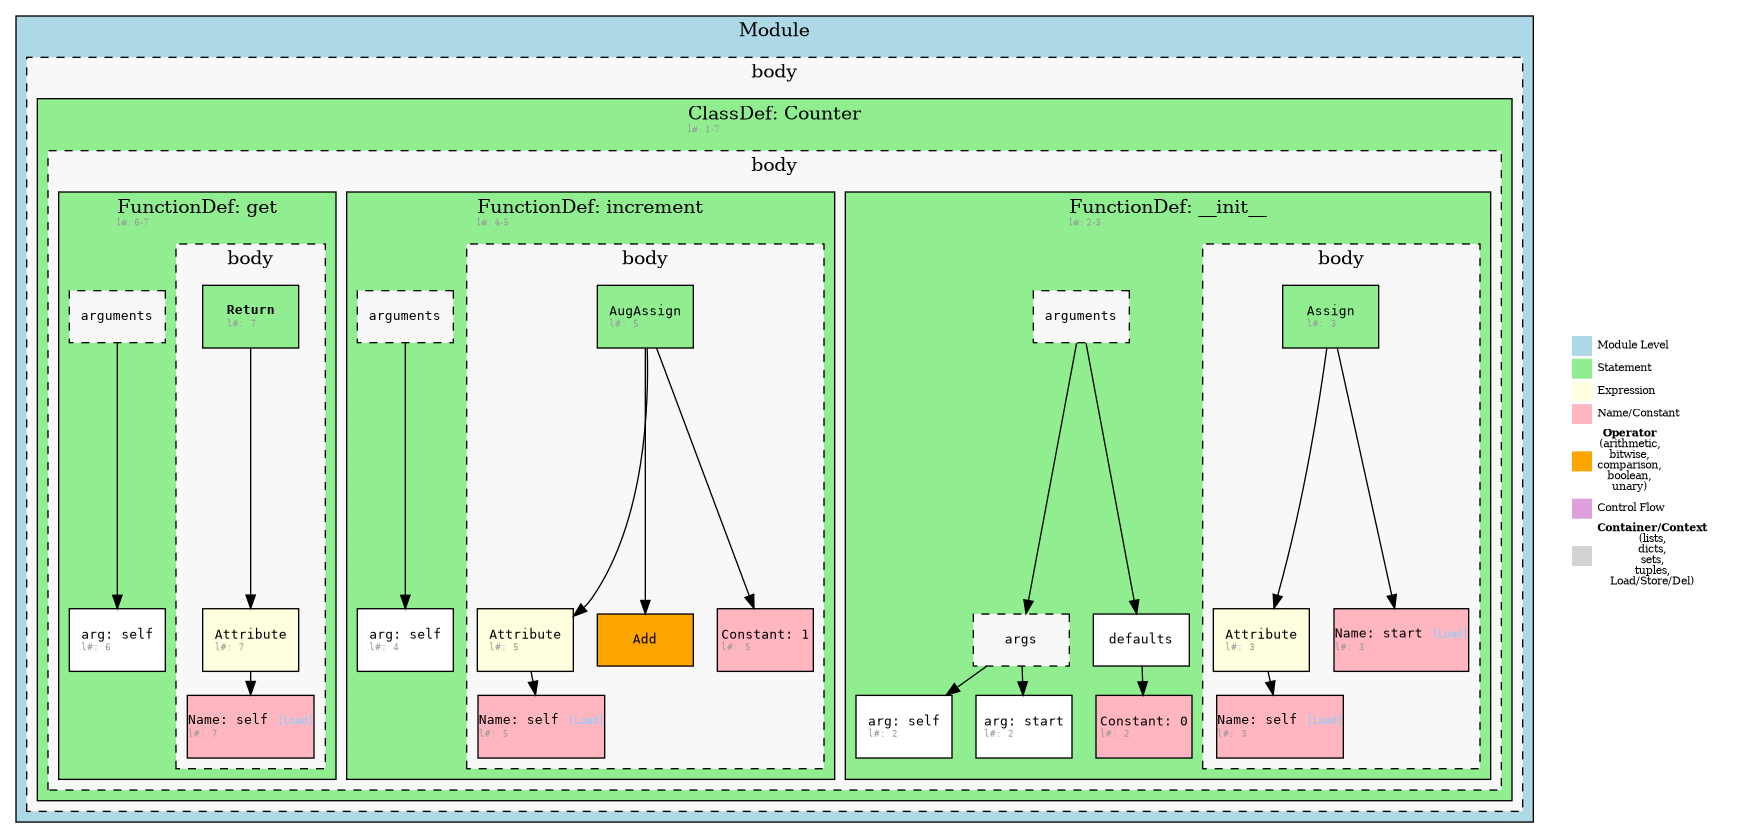 Module
body
ClassDef: Counter
l#: 1-7
body
FunctionDef: get
l#: 6-7
body
arguments
Return
l#: 7
arg: self
l#: 6
Attribute
l#: 7
Name: self [Load]
l#: 7
FunctionDef: increment
l#: 4-5
body
arguments
AugAssign
l#: 5
arg: self
l#: 4
Attribute
l#: 5
Add
Constant: 1
l#: 5
Name: self [Load]
l#: 5
FunctionDef: __init__
l#: 2-3
body
arguments
Assign
l#: 3
args
defaults
Attribute
l#: 3
Name: start [Load]
l#: 3
arg: self
l#: 2
arg: start
l#: 2
Constant: 0
l#: 2
Name: self [Load]
l#: 3
Module Level
Statement
Expression
Name/Constant
Operator
(arithmetic,
bitwise,
comparison,
boolean,
unary)
Control Flow
Container/Context
(lists,
dicts,
sets,
tuples,
Load/Store/Del)